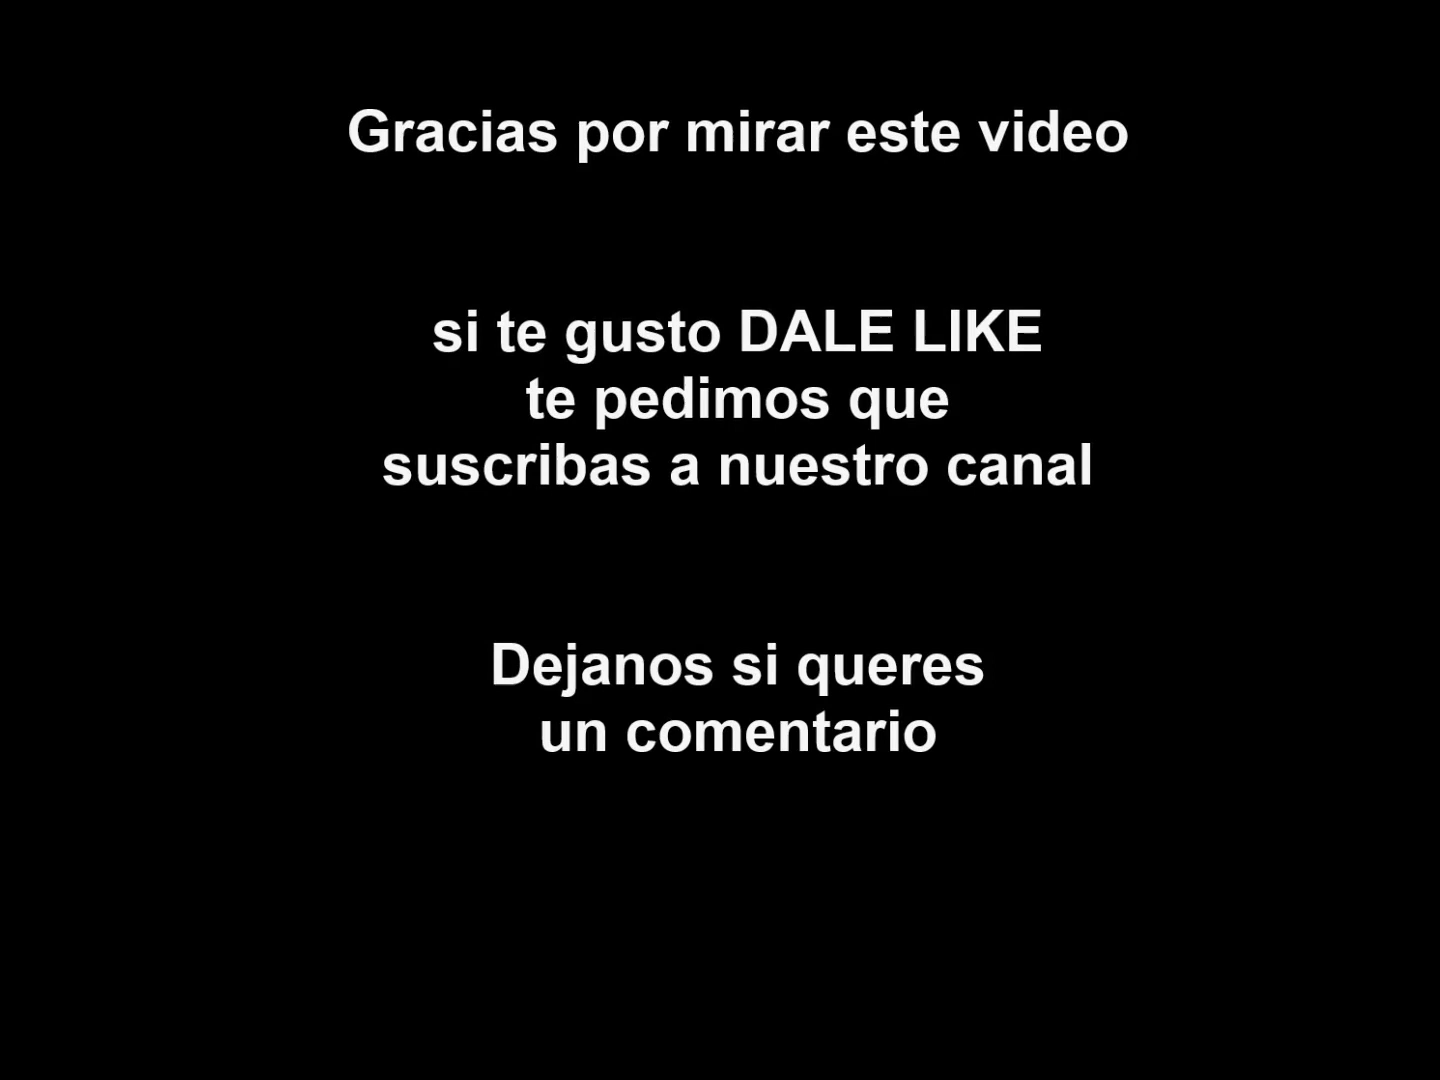 Gracias por mirar este video
si te gusto DALE LIKE
te pedimos que
suscribas a nuestro canal
Dejanos si queres
un comentario